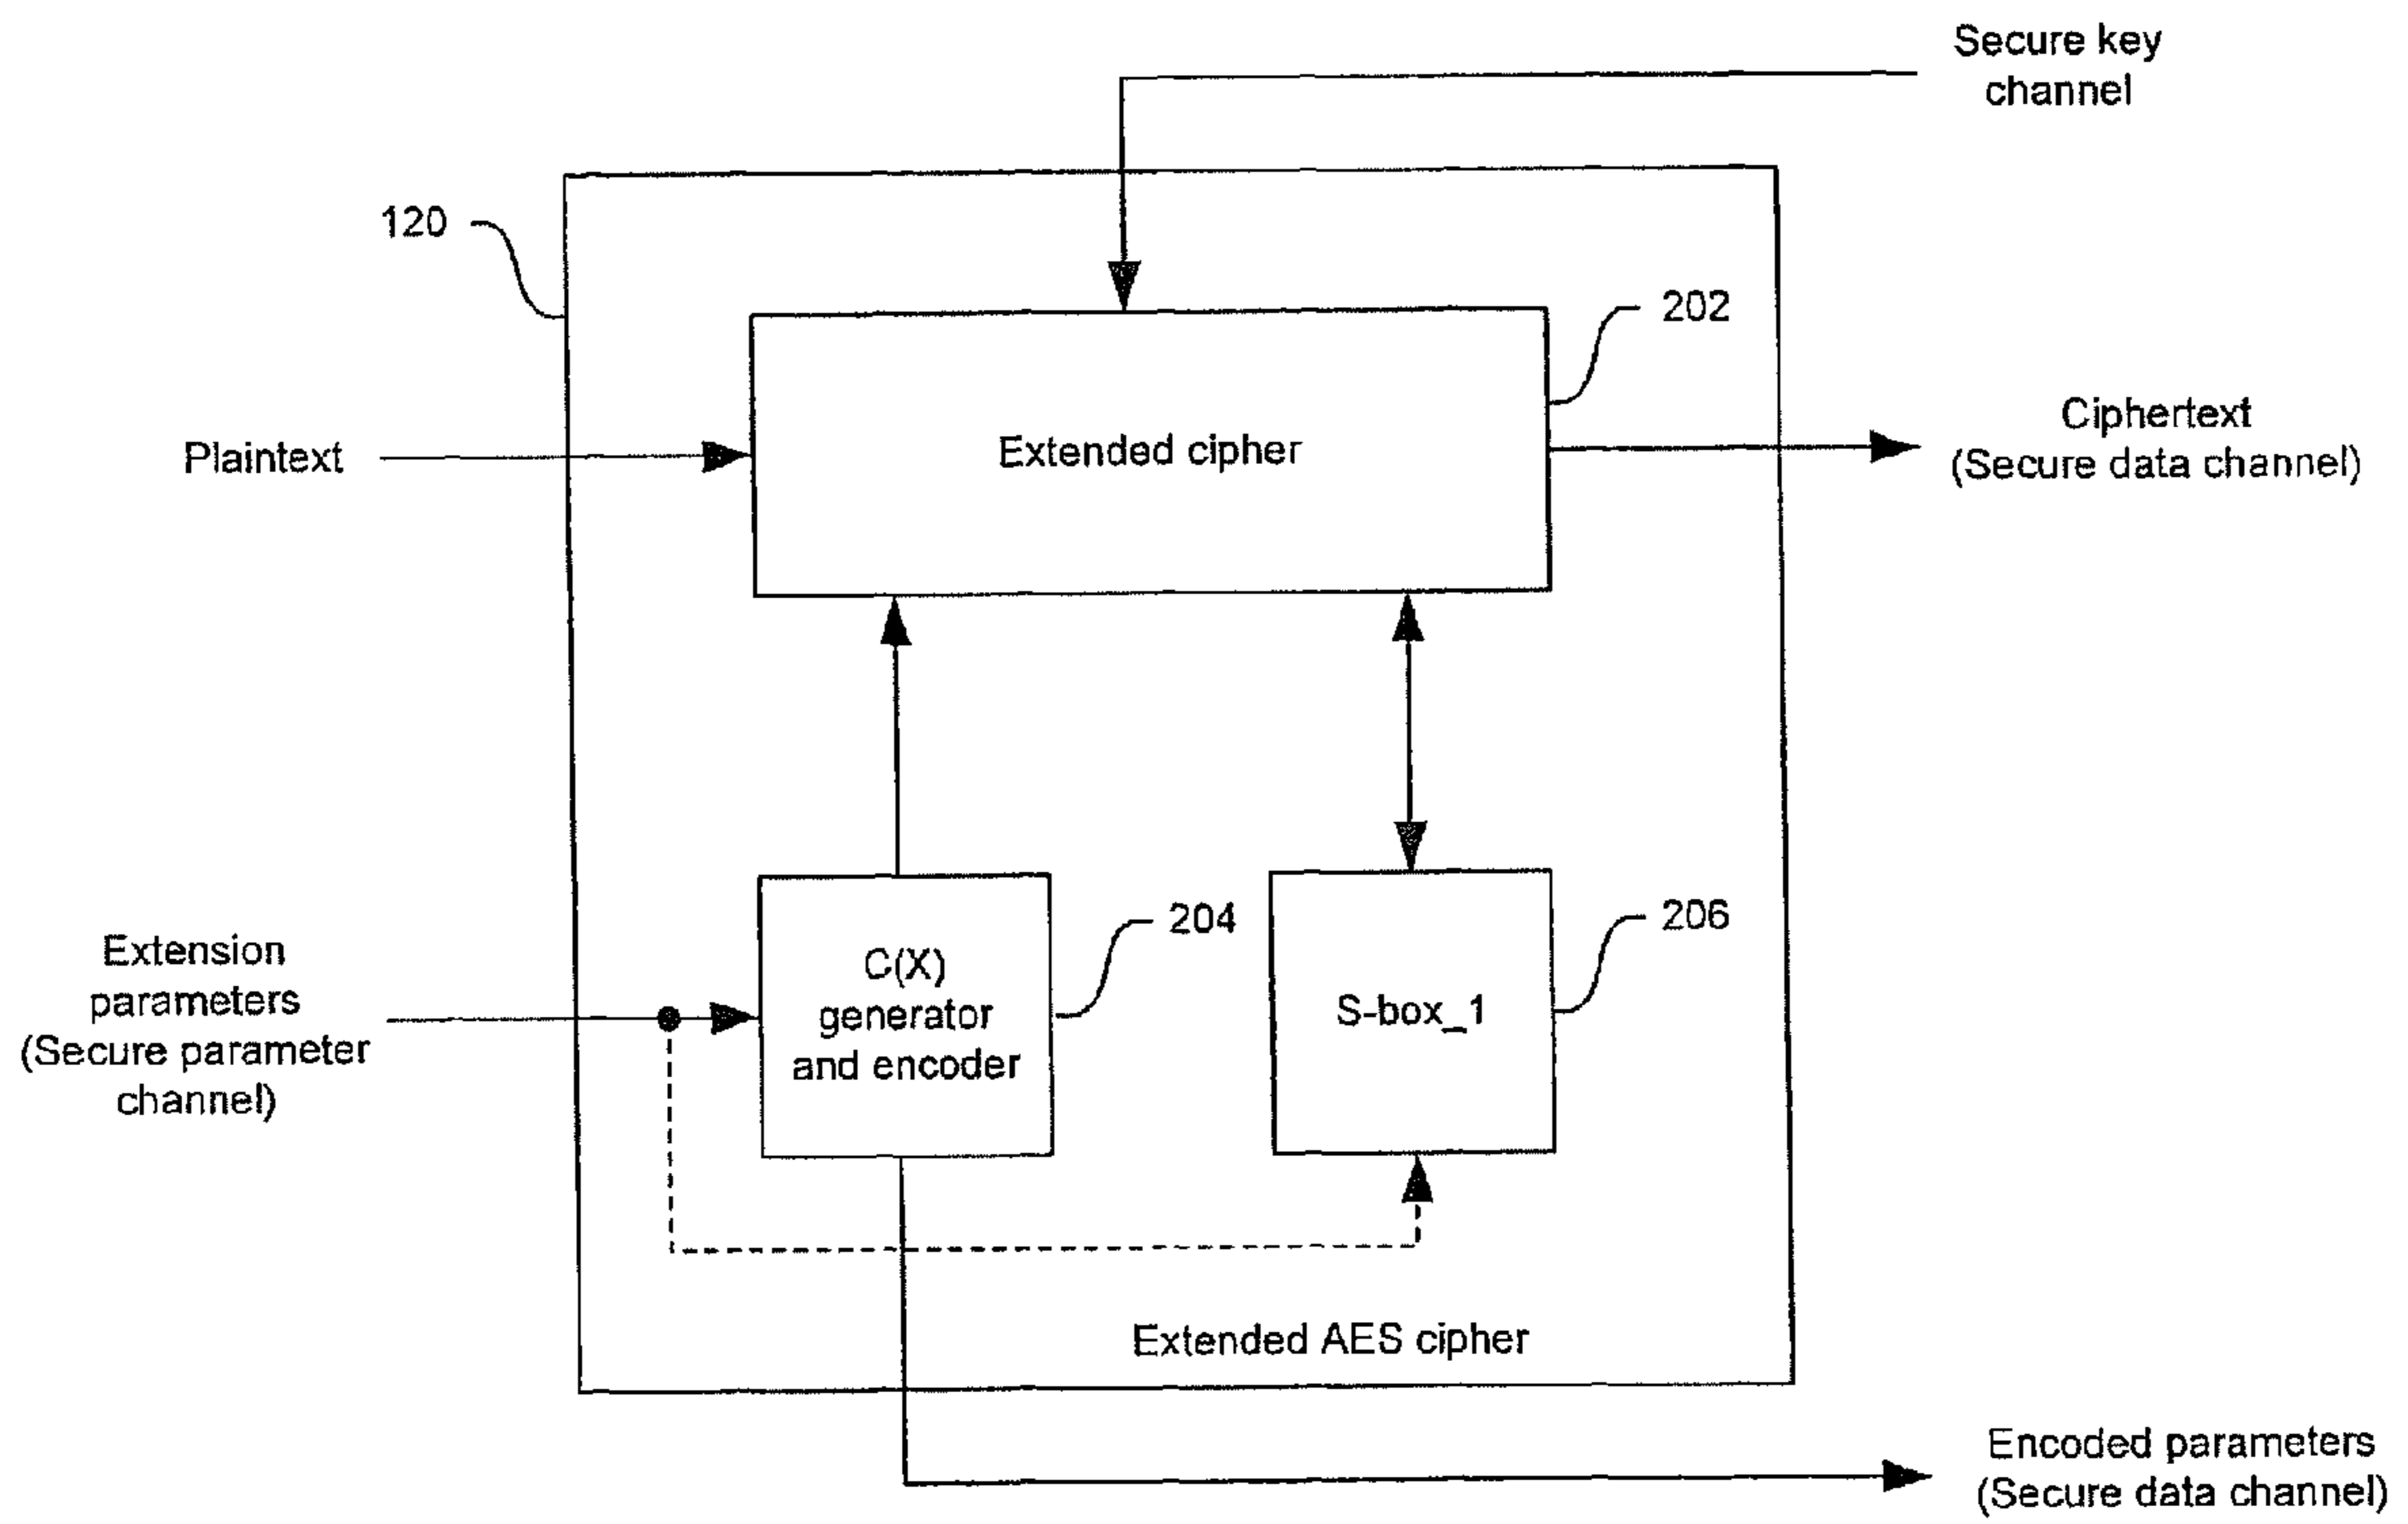 Secure key
channel
120
202
Plaintext
Extended cipher
Ciphertext
(Secure data channel)
Extension
parameters
(Secure parameter
channel)
C(X)
generator
and encoder
204
S-box_1
206
Extended AES cipher
Encoded parameters
(Secure data channel)